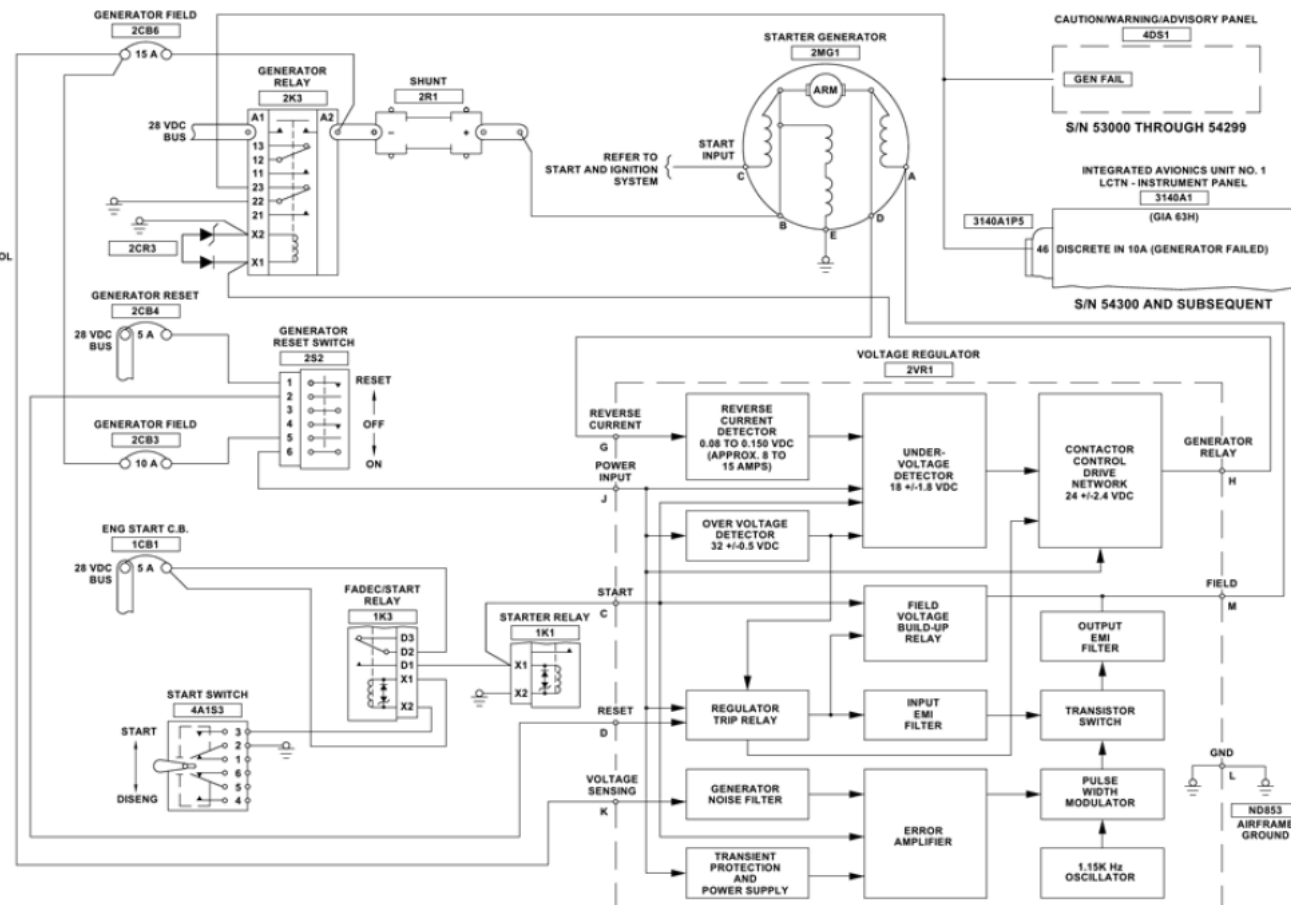 GENERATOR FIELD
2CB6
15 A
GENERATOR
RELAY
2K3
A1
A2
28 VDC
BUS
13
12
11
23
22
21
X2
X1
2CR3
OL
SHUNT
2R1
-
+
STARTER GENERATOR
2MG1
ARM
REFER TO
START AND IGNITION
SYSTEM
START
INPUT
C
A
B
D
E
CAUTION/WARNING/ADVISORY PANEL
4DS1
GEN FAIL
S/N 53000 THROUGH 54299
INTEGRATED AVIONICS UNIT NO. 1
LCTN - INSTRUMENT PANEL
3140A1
3140A1P5
(GIA 63H)
46 DISCRETE IN 10A (GENERATOR FAILED)
S/N 54300 AND SUBSEQUENT
GENERATOR RESET
2CB4
28 VDC
BUS
5 A
GENERATOR
RESET SWITCH
2S2
1
2
3
4
5
6
RESET
OFF
ON
GENERATOR FIELD
2CB3
10 A
ENG START C.B.
1CB1
28 VDC
BUS
5 A
FADEC/START
RELAY
1K3
D3
D2
D1
X1
X2
STARTER RELAY
1K1
X1
X2
START SWITCH
4A1S3
START
DISENG
3
2
1
6
5
4
VOLTAGE REGULATOR
2VR1
REVERSE
CURRENT
G
POWER
INPUT
J
START
C
RESET
D
VOLTAGE
SENSING
K
REVERSE
CURRENT
DETECTOR
0.08 TO 0.150 VDC
(APPROX. 8 TO
15 AMPS)
UNDER-
VOLTAGE
DETECTOR
18 +/-1.8 VDC
CONTACTOR
CONTROL
DRIVE
NETWORK
24 +/-2.4 VDC
GENERATOR
RELAY
H
OVER VOLTAGE
DETECTOR
32 +/-0.5 VDC
FIELD
VOLTAGE
BUILD-UP
RELAY
FIELD
M
OUTPUT
EMI
FILTER
REGULATOR
TRIP RELAY
INPUT
EMI
FILTER
TRANSISTOR
SWITCH
GND
L
GENERATOR
NOISE FILTER
ERROR
AMPLIFIER
PULSE
WIDTH
MODULATOR
ND853
AIRFRAME
GROUND
TRANSIENT
PROTECTION
AND
POWER SUPPLY
1.15K Hz
OSCILLATOR